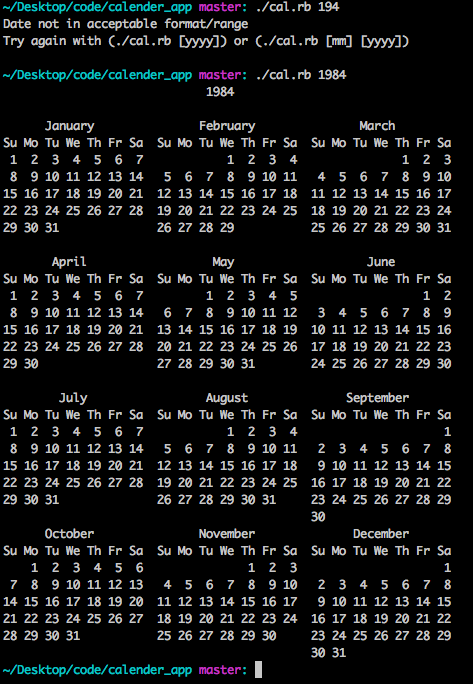 ~/Desktop/code/calender_app master: ./cal.rb 194
Date not in acceptable format/range
Try again with (./cal.rb [yyyy]) or (./cal.rb [mm] [yyyy])

~/Desktop/code/calender_app master: ./cal.rb 1984
                             1984

      January               February               March
Su Mo Tu We Th Fr Sa  Su Mo Tu We Th Fr Sa  Su Mo Tu We Th Fr Sa
 1  2  3  4  5  6  7            1  2  3  4               1  2  3
 8  9 10 11 12 13 14   5  6  7  8  9 10 11   4  5  6  7  8  9 10
15 16 17 18 19 20 21  12 13 14 15 16 17 18  11 12 13 14 15 16 17
22 23 24 25 26 27 28  19 20 21 22 23 24 25  18 19 20 21 22 23 24
29 30 31              26 27 28 29           25 26 27 28 29 30 31

       April                  May                   June
Su Mo Tu We Th Fr Sa  Su Mo Tu We Th Fr Sa  Su Mo Tu We Th Fr Sa
 1  2  3  4  5  6  7         1  2  3  4  5                  1  2
 8  9 10 11 12 13 14   6  7  8  9 10 11 12   3  4  5  6  7  8  9
15 16 17 18 19 20 21  13 14 15 16 17 18 19  10 11 12 13 14 15 16
22 23 24 25 26 27 28  20 21 22 23 24 25 26  17 18 19 20 21 22 23
29 30                 27 28 29 30 31        24 25 26 27 28 29 30

        July                 August              September
Su Mo Tu We Th Fr Sa  Su Mo Tu We Th Fr Sa  Su Mo Tu We Th Fr Sa
 1  2  3  4  5  6  7            1  2  3  4                     1
 8  9 10 11 12 13 14   5  6  7  8  9 10 11   2  3  4  5  6  7  8
15 16 17 18 19 20 21  12 13 14 15 16 17 18   9 10 11 12 13 14 15
22 23 24 25 26 27 28  19 20 21 22 23 24 25  16 17 18 19 20 21 22
29 30 31              26 27 28 29 30 31     23 24 25 26 27 28 29
                                            30
      October               November              December
Su Mo Tu We Th Fr Sa  Su Mo Tu We Th Fr Sa  Su Mo Tu We Th Fr Sa
    1  2  3  4  5  6               1  2  3                     1
 7  8  9 10 11 12 13   4  5  6  7  8  9 10   2  3  4  5  6  7  8
14 15 16 17 18 19 20  11 12 13 14 15 16 17   9 10 11 12 13 14 15
21 22 23 24 25 26 27  18 19 20 21 22 23 24  16 17 18 19 20 21 22
28 29 30 31           25 26 27 28 29 30     23 24 25 26 27 28 29
                                            30 31
~/Desktop/code/calender_app master: